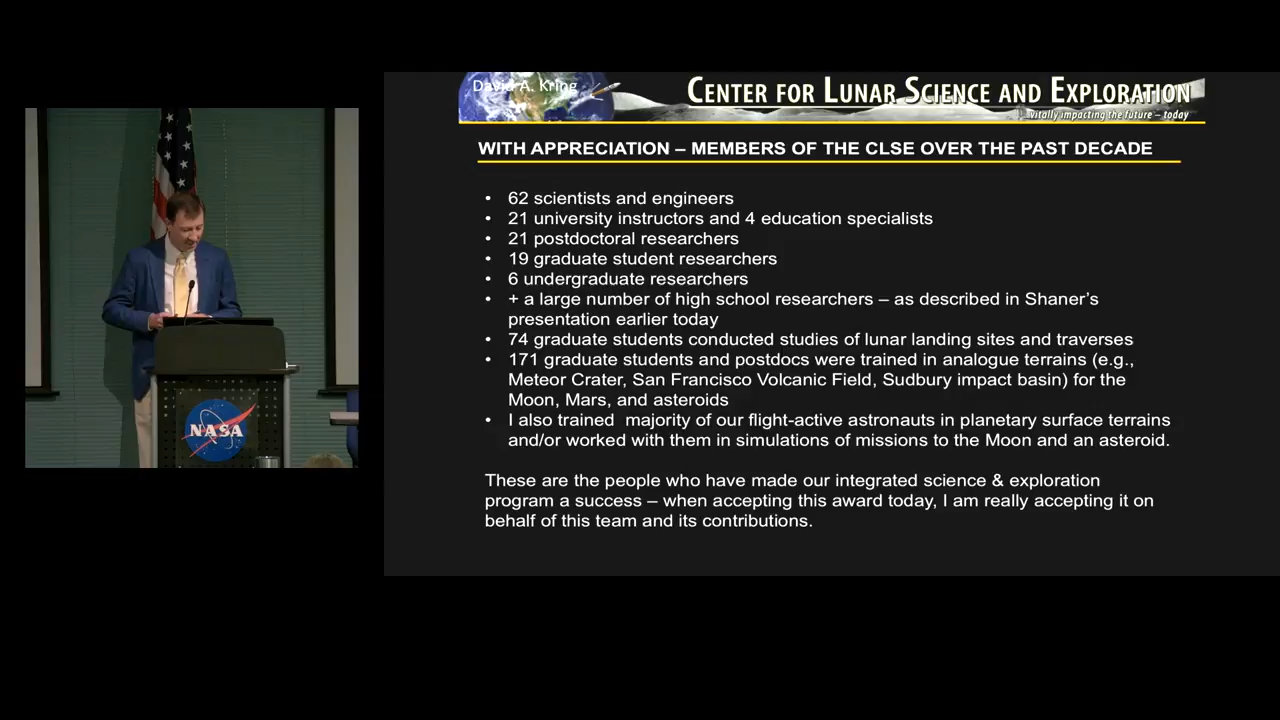 David A. Kring
CENTER FOR LUNAR SCIENCE AND EXPLORATION
vitally impacting the future – today
WITH APPRECIATION – MEMBERS OF THE CLSE OVER THE PAST DECADE
• 62 scientists and engineers
• 21 university instructors and 4 education specialists
• 21 postdoctoral researchers
• 19 graduate student researchers
• 6 undergraduate researchers
• + a large number of high school researchers – as described in Shaner’s
presentation earlier today
• 74 graduate students conducted studies of lunar landing sites and traverses
• 171 graduate students and postdocs were trained in analogue terrains (e.g.,
Meteor Crater, San Francisco Volcanic Field, Sudbury impact basin) for the
Moon, Mars, and asteroids
• I also trained  majority of our flight-active astronauts in planetary surface terrains
and/or worked with them in simulations of missions to the Moon and an asteroid.
These are the people who have made our integrated science & exploration
program a success – when accepting this award today, I am really accepting it on
behalf of this team and its contributions.
NASA